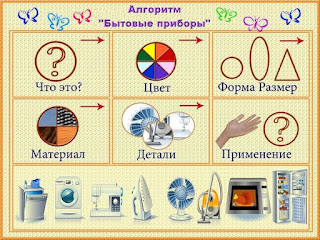 Алгоритм
"Бытовые приборы"
Что это?
Цвет
Форма Размер
Материал
Детали
Применение